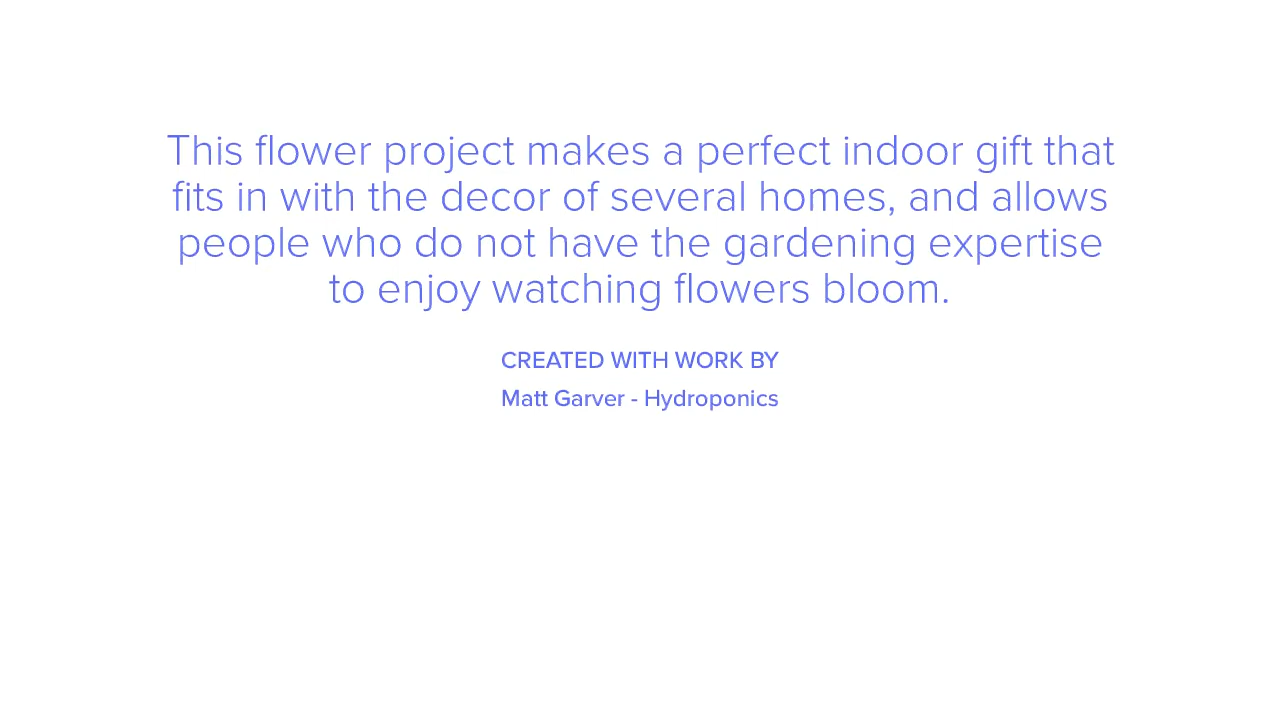 This flower project makes a perfect indoor gift that
fits in with the decor of several homes, and allows
people who do not have the gardening expertise
to enjoy watching flowers bloom.
CREATED WITH WORK BY
Matt Garver - Hydroponics